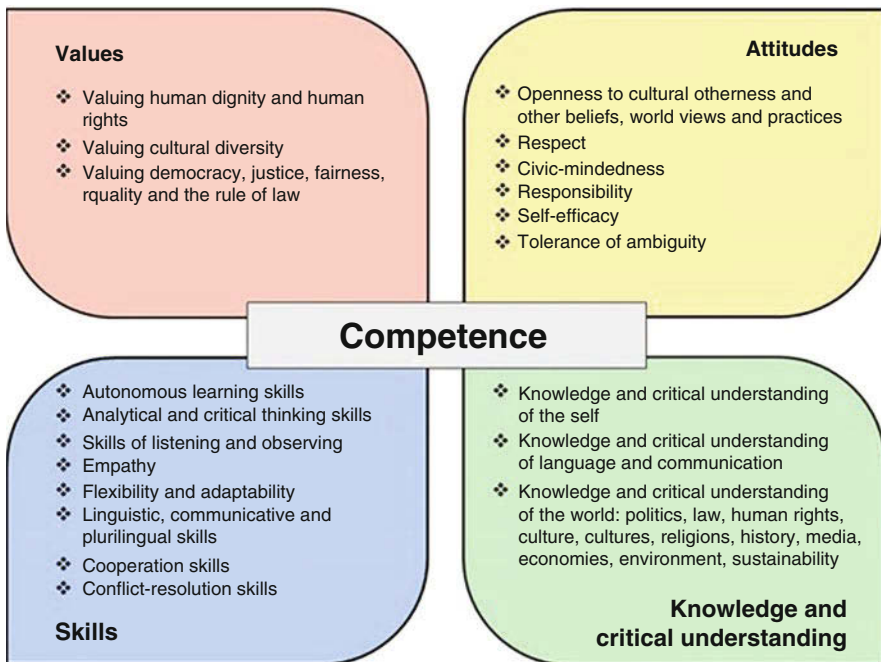 Values
❖ Valuing human dignity and human
rights
❖ Valuing cultural diversity
❖ Valuing democracy, justice, fairness,
rquality and the rule of law
Attitudes
❖ Openness to cultural otherness and
other beliefs, world views and practices
❖ Respect
❖ Civic-mindedness
❖ Responsibility
❖ Self-efficacy
❖ Tolerance of ambiguity
Competence
❖ Autonomous learning skills
❖ Analytical and critical thinking skills
❖ Skills of listening and observing
❖ Empathy
❖ Flexibility and adaptability
❖ Linguistic, communicative and
plurilingual skills
❖ Cooperation skills
❖ Conflict-resolution skills
Skills
❖ Knowledge and critical understanding
of the self
❖ Knowledge and critical understanding
of language and communication
❖ Knowledge and critical understanding
of the world: politics, law, human rights,
culture, cultures, religions, history, media,
economies, environment, sustainability
Knowledge and
critical understanding